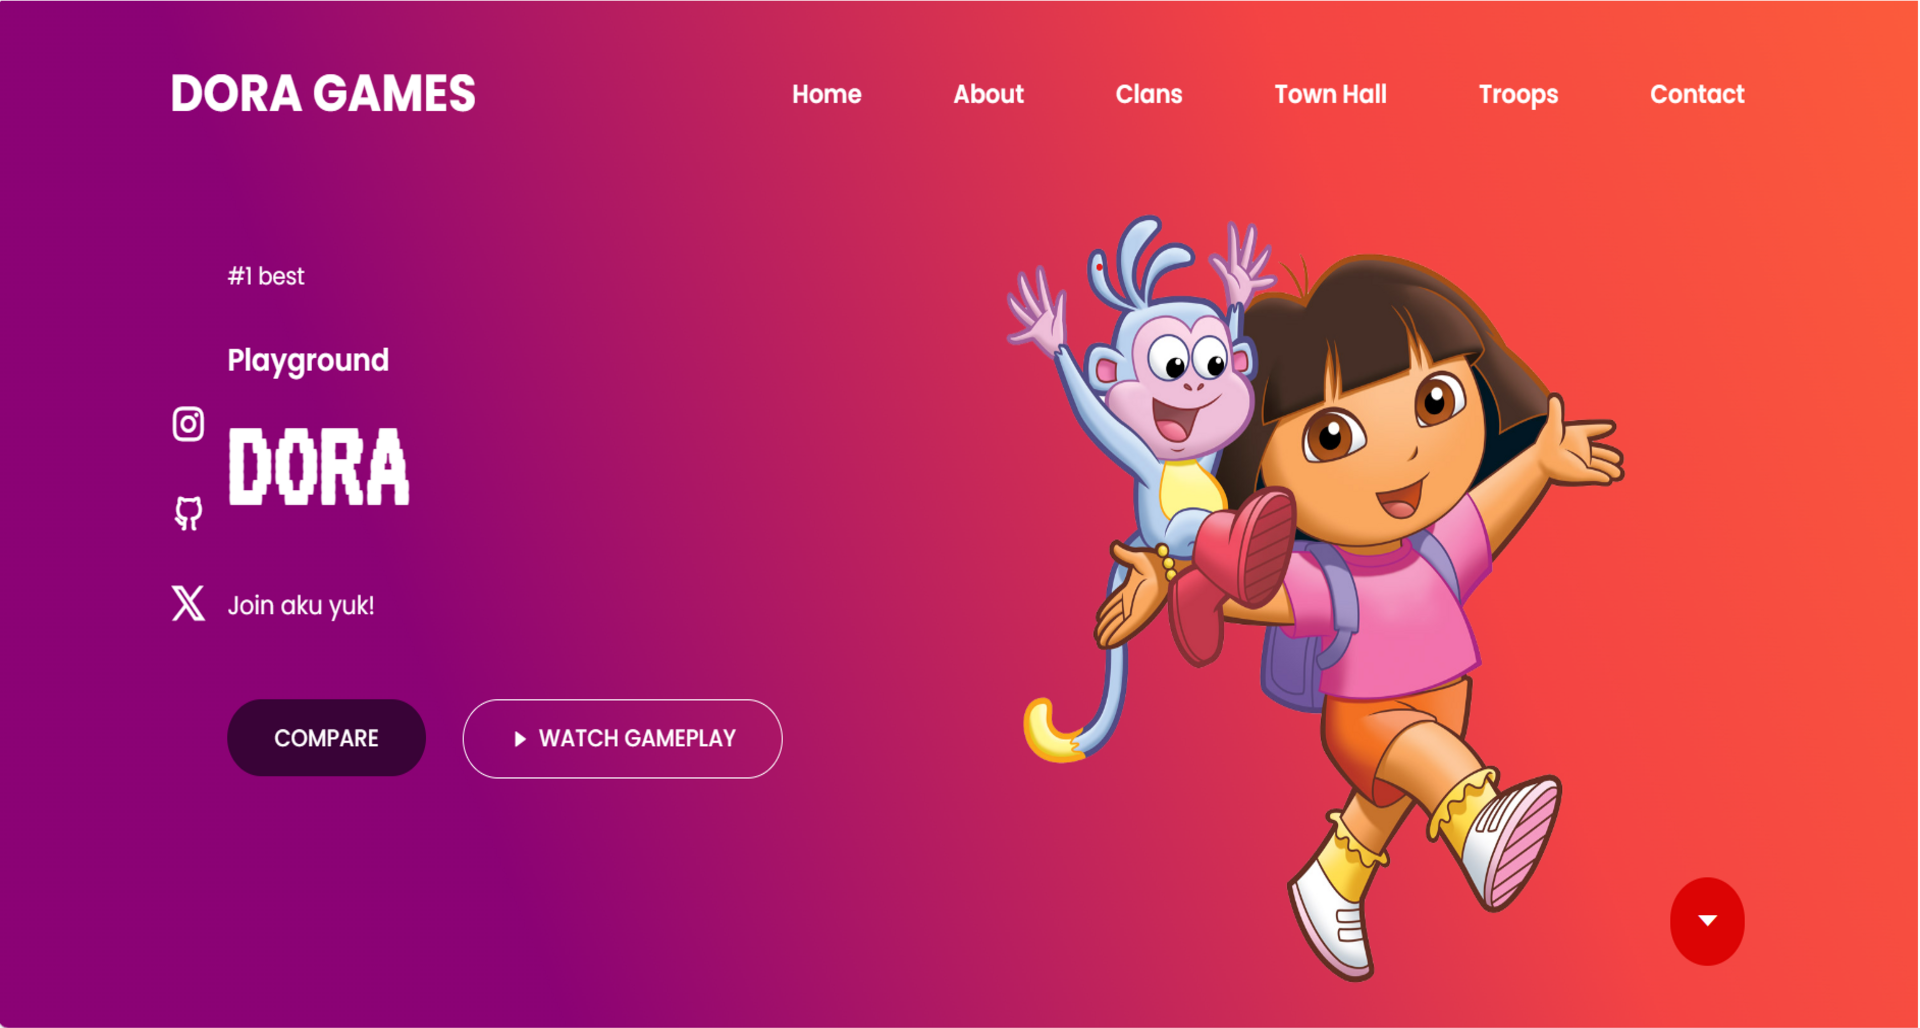 DORA GAMES
Home
About
Clans
Town Hall
Troops
Contact
#1 best
Playground
DORA
Join aku yuk!
COMPARE
WATCH GAMEPLAY